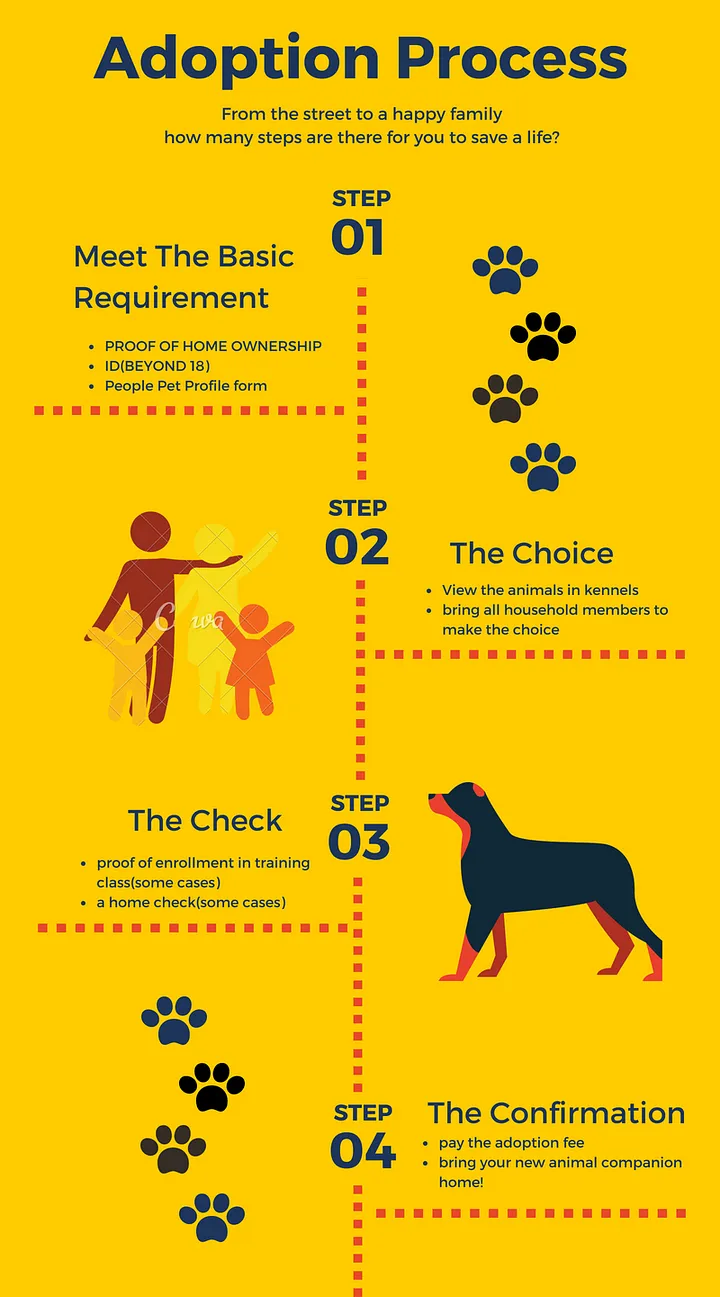 Adoption Process
From the street to a happy family
how many steps are there for you to save a life?
STEP
01
Meet The Basic
Requirement
• PROOF OF HOME OWNERSHIP
• ID(BEYOND 18)
• People Pet Profile form
STEP
02
The Choice
• View the animals in kennels
• bring all household members to
make the choice
Canva
STEP
03
The Check
• proof of enrollment in training
class(some cases)
• a home check(some cases)
STEP
04
The Confirmation
• pay the adoption fee
• bring your new animal companion
home!